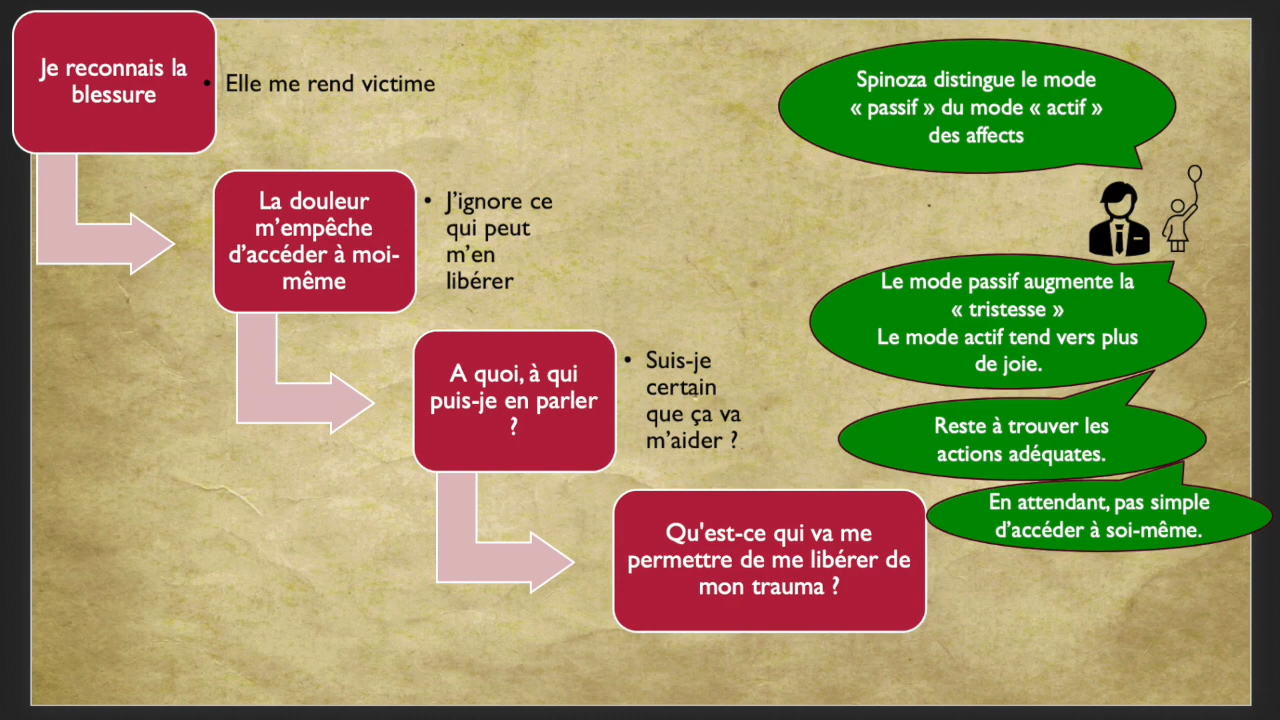 Je reconnais la
blessure
• Elle me rend victime
La douleur
m’empêche
d’accéder à moi-
même
• J’ignore ce
qui peut
m’en
libérer
A quoi, à qui
puis-je en parler
?
• Suis-je
certain
que ça va
m’aider ?
Qu'est-ce qui va me
permettre de me libérer de
mon trauma ?
Spinoza distingue le mode
« passif » du mode « actif »
des affects
Le mode passif augmente la
« tristesse »
Le mode actif tend vers plus
de joie.
Reste à trouver les
actions adéquates.
En attendant, pas simple
d’accéder à soi-même.